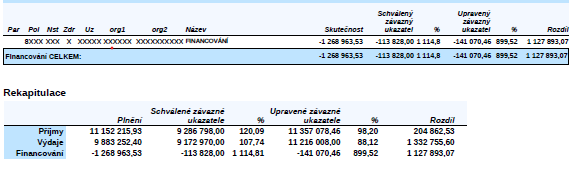 Par Pol Nst Zdr Uz org1 org2 Název Skutečnost Schválený závazný ukazatel % Upravený závazný ukazatel % Rozdíl
8XXX XXX X XXXXX XXXXXX XXXXXXXXXX FINANCOVÁNÍ -1 268 963,53 -113 828,00 1 114,8 -141 070,46 899,52 1 127 893,07
Financování CELKEM: -1 268 963,53 -113 828,00 1 114,8 -141 070,46 899,52 1 127 893,07
Rekapitulace
Plnění Schválené závazné ukazatele % Upravené závazné ukazatele % Rozdíl
Příjmy 11 152 215,93 9 286 798,00 120,09 11 357 078,46 98,20 204 862,53
Výdaje 9 883 252,40 9 172 970,00 107,74 11 216 008,00 88,12 1 332 755,60
Financování -1 268 963,53 -113 828,00 1 114,81 -141 070,46 899,52 1 127 893,07